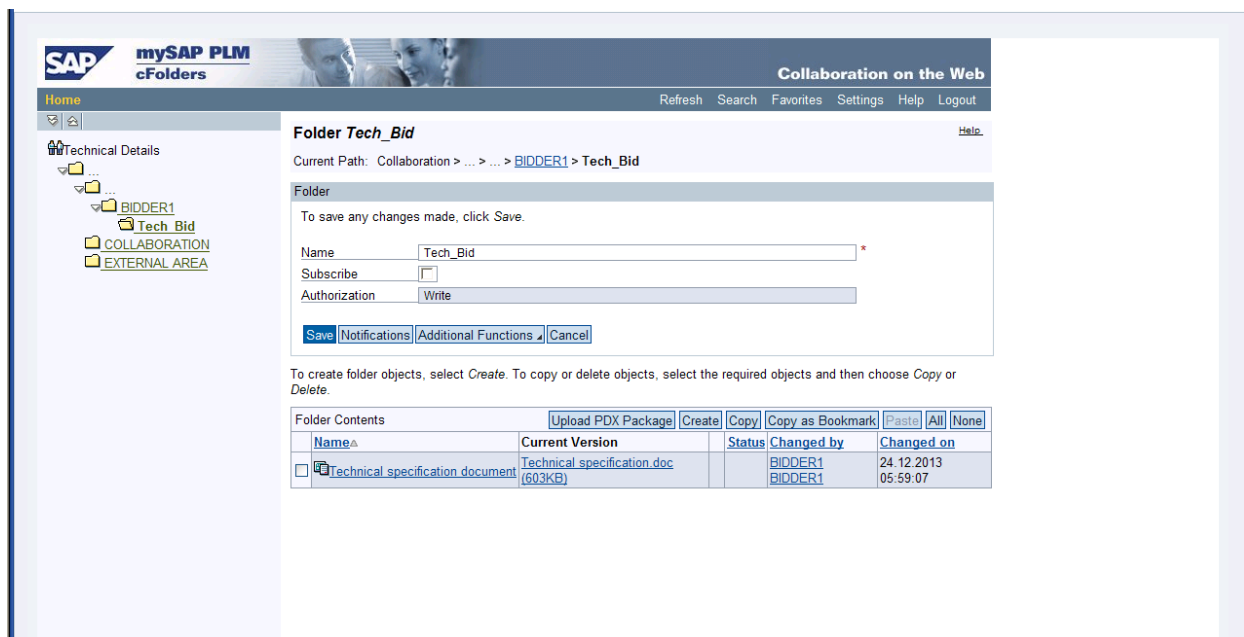 SAP
mySAP PLM
cFolders
Collaboration on the Web
Home
Refresh Search Favorites Settings Help Logout
Technical Details
...
...
BIDDER1
Tech_Bid
COLLABORATION
EXTERNAL AREA
Folder Tech_Bid
Help
Current Path: Collaboration > ... > ... > BIDDER1 > Tech_Bid
Folder
To save any changes made, click Save.
Name Tech_Bid *
Subscribe
Authorization Write
Save Notifications Additional Functions Cancel
To create folder objects, select Create. To copy or delete objects, select the required objects and then choose Copy or
Delete.
Folder Contents Upload PDX Package Create Copy Copy as Bookmark Paste All None
Name Current Version Status Changed by Changed on
Technical specification document Technical specification.doc BIDDER1 24.12.2013
(603KB) BIDDER1 05:59:07